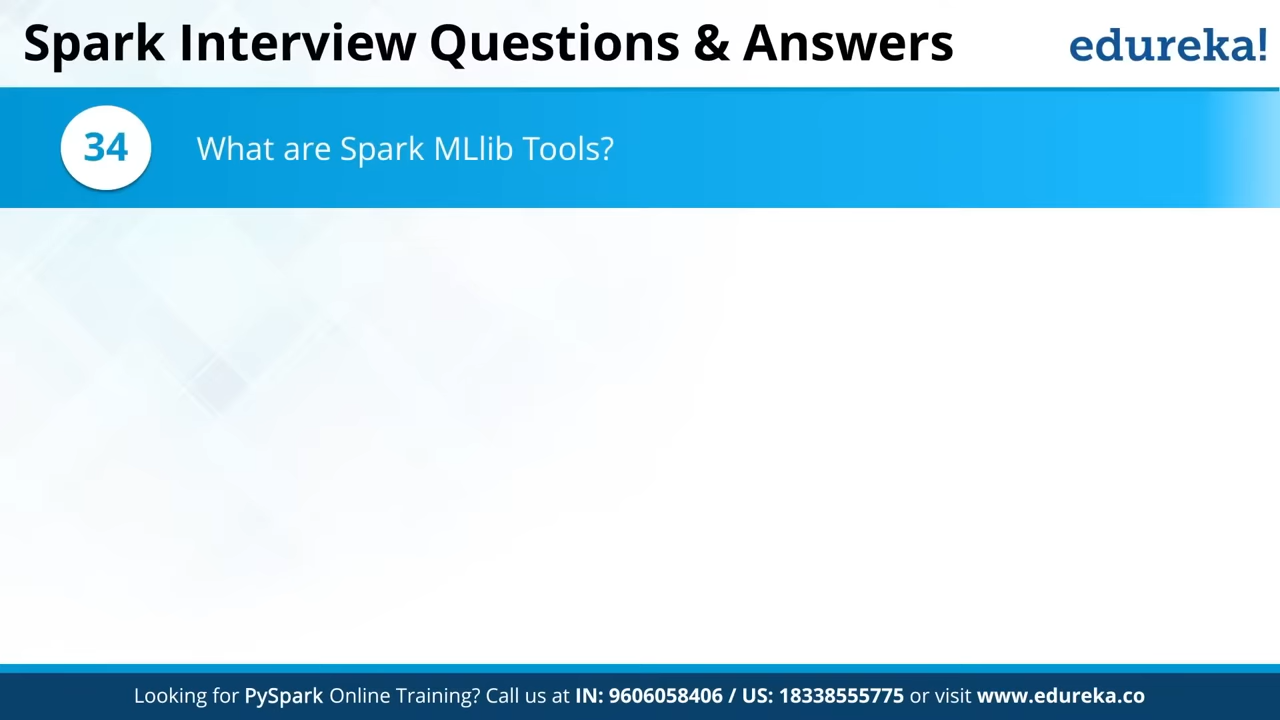 Spark Interview Questions & Answers
edureka!
34
What are Spark MLlib Tools?
Looking for PySpark Online Training? Call us at IN: 9606058406 / US: 18338555775 or visit www.edureka.co